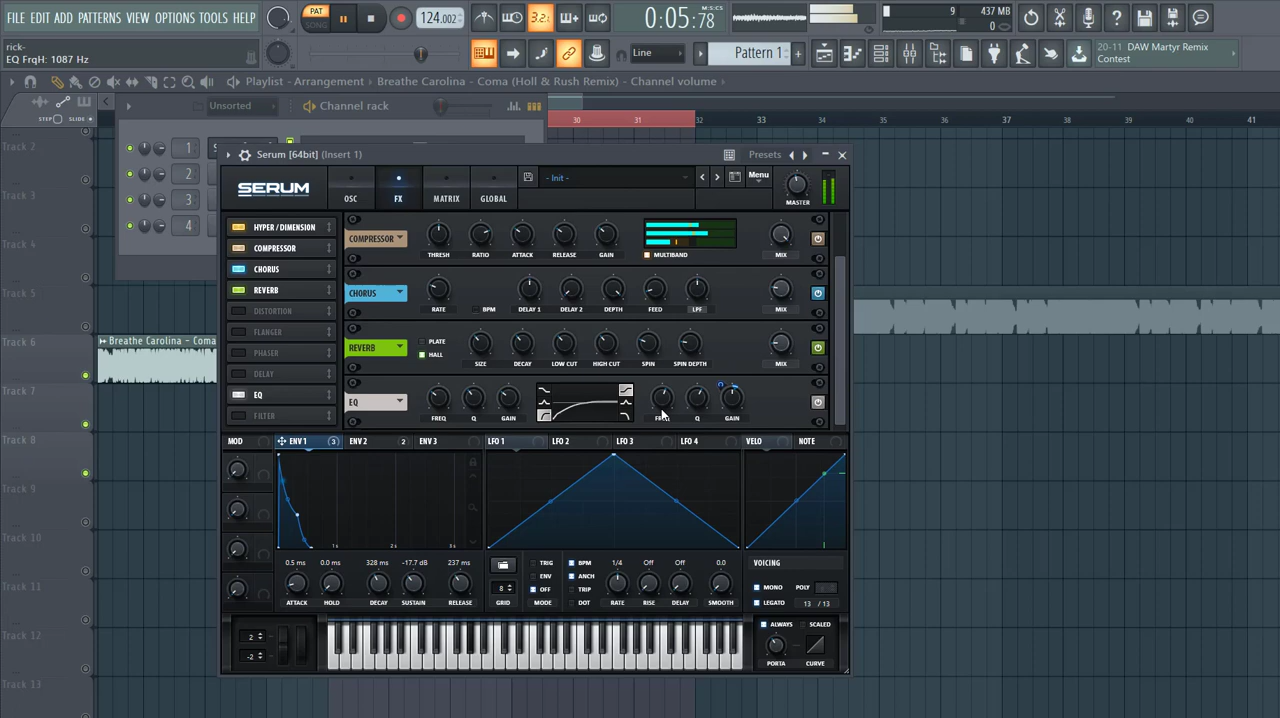 FILE EDIT ADD PATTERNS VIEW OPTIONS TOOLS HELP
PAT
SONG
124.002
3.2
0:05:78
M:S:CS
9
437 MB
0
rick-
EQ FrqH: 1087 Hz
Line
Pattern 1
20-11 DAW Martyr Remix
Contest
Playlist - Arrangement › Breathe Carolina - Coma (Holl & Rush Remix) - Channel volume ›
Unsorted
Channel rack
STEP SLIDE
30 31 32 33 34 35 36 37 38 39 40 41
Track 2
Track 3
Track 4
Track 5
Track 6
Track 7
Track 8
Track 9
Track 10
Track 11
Track 12
Track 13
1
2
3
4
Breathe Carolina - Coma
Serum [64bit] (Insert 1)
Presets
SERUM
OSC
FX
MATRIX
GLOBAL
- Init -
Menu
MASTER
HYPER / DIMENSION
COMPRESSOR
CHORUS
REVERB
DISTORTION
FLANGER
PHASER
DELAY
EQ
FILTER
COMPRESSOR
THRESH RATIO ATTACK RELEASE GAIN MULTIBAND MIX
CHORUS
RATE BPM DELAY 1 DELAY 2 DEPTH FEED LPF MIX
REVERB
PLATE
HALL
SIZE DECAY LOW CUT HIGH CUT SPIN SPIN DEPTH MIX
EQ
FREQ Q GAIN FREQ Q GAIN
MOD ENV 1 3 ENV 2 2 ENV 3 LFO 1 LFO 2 LFO 3 LFO 4 VELO NOTE
1s 2s 3s
0.5 ms 0.0 ms 328 ms -17.7 dB 237 ms
ATTACK HOLD DECAY SUSTAIN RELEASE
8
GRID
TRIG
ENV
OFF
MODE
BPM
ANCH
TRIP
DOT
1/4 Off Off 0.0
RATE RISE DELAY SMOOTH
VOICING
MONO POLY
LEGATO 13 / 13
ALWAYS SCALED
PORTA CURVE
2
-2